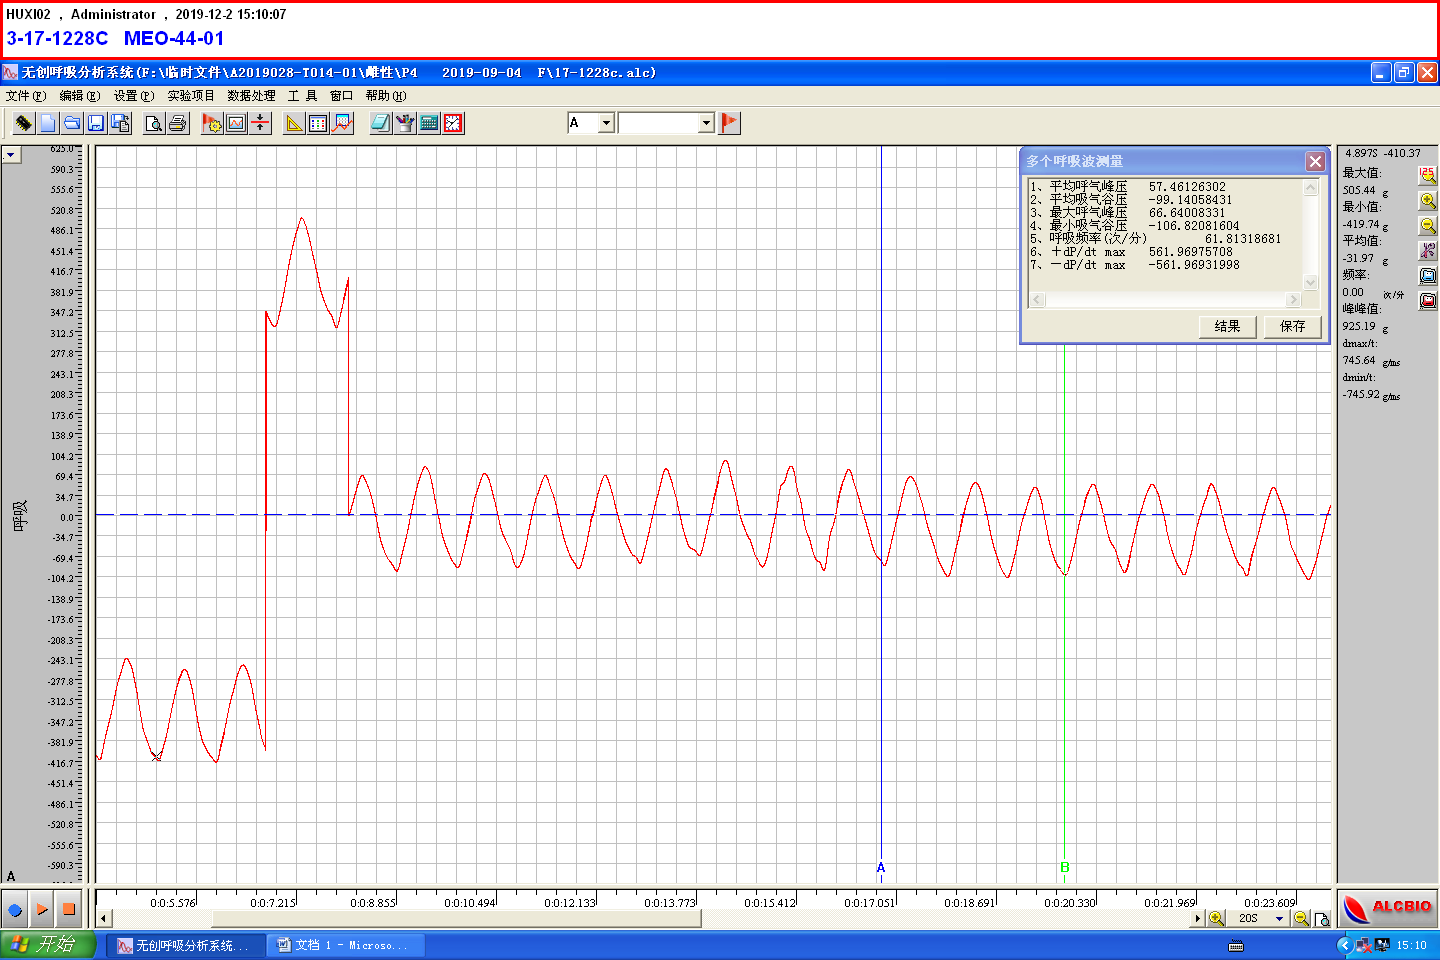 HUXI02 , Administrator , 2019-12-2 15:10:07
3-17-1228C MEO-44-01
无创呼吸分析系统(F:\临时文件\A2019028-T014-01\雌性\P4 2019-09-04 F\17-1228c.alc)
文件(F) 编辑(E) 设置(P) 实验项目 数据处理 工 具 窗口 帮助(H)
A
多个呼吸波测量
1、平均呼气峰压 57.46126302
2、平均吸气谷压 -99.14058431
3、最大呼气峰压 66.64008331
4、最小吸气谷压 -106.82081604
5、呼吸频率(次/分) 61.81318681
6、＋dP/dt max 561.96975708
7、－dP/dt max -561.96931998
结果 保存
4.897S -410.37
最大值:
505.44 g
最小值:
-419.74 g
平均值:
-31.97 g
频率:
0.00 次/分
峰峰值:
925.19 g
dmax/t:
745.64 g/ms
dmin/t:
-745.92 g/ms
625.0
590.3
555.6
520.8
486.1
451.4
416.7
381.9
347.2
312.5
277.8
243.1
208.3
173.6
138.9
104.2
69.4
34.7
0.0
-34.7
-69.4
-104.2
-138.9
-173.6
-208.3
-243.1
-277.8
-312.5
-347.2
-381.9
-416.7
-451.4
-486.1
-520.8
-555.6
-590.3
呼吸
A
A B
0:0:5.576 0:0:7.215 0:0:8.855 0:0:10.494 0:0:12.133 0:0:13.773 0:0:15.412 0:0:17.051 0:0:18.691 0:0:20.330 0:0:21.969 0:0:23.609
20S
ALCBIO
开始 无创呼吸分析系统... 文档 1 - Microso... 15:10